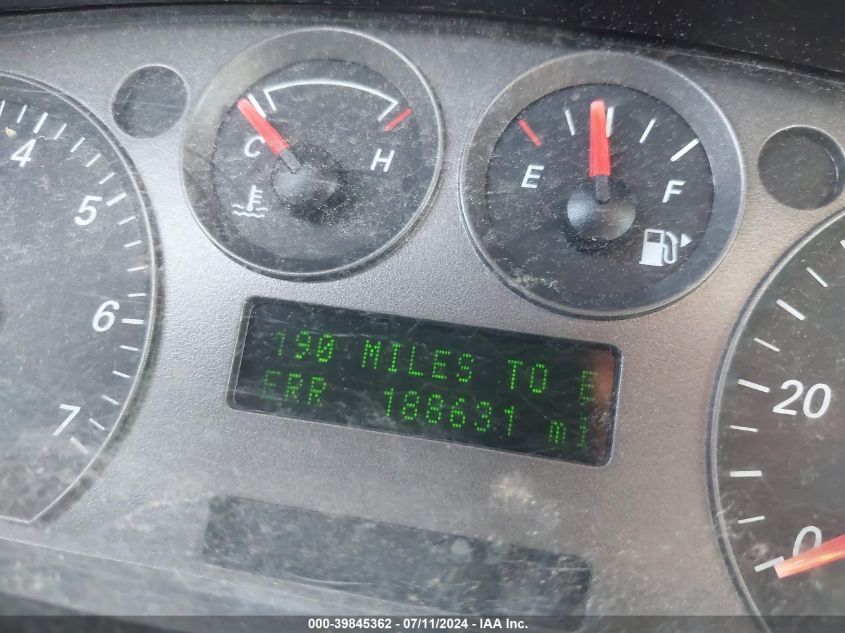 4
5
6
7
C
H
E
F
190 MILES TO E
ERR 188631 mi
20
0
000-39845362 - 07/11/2024 - IAA Inc.